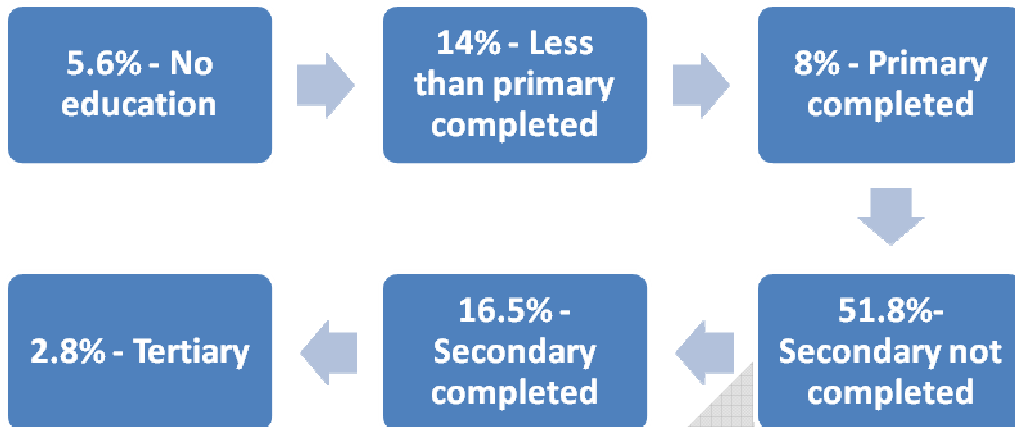 5.6% - No
education
14% - Less
than primary
completed
8% - Primary
completed
51.8%-
Secondary not
completed
16.5% -
Secondary
completed
2.8% - Tertiary